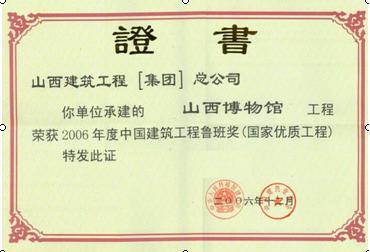 證書
山西建筑工程[集团]总公司
你单位承建的 山西博物馆 工程
荣获2006年度中国建筑工程鲁班奖(国家优质工程)
特发此证
二〇〇六年十二月